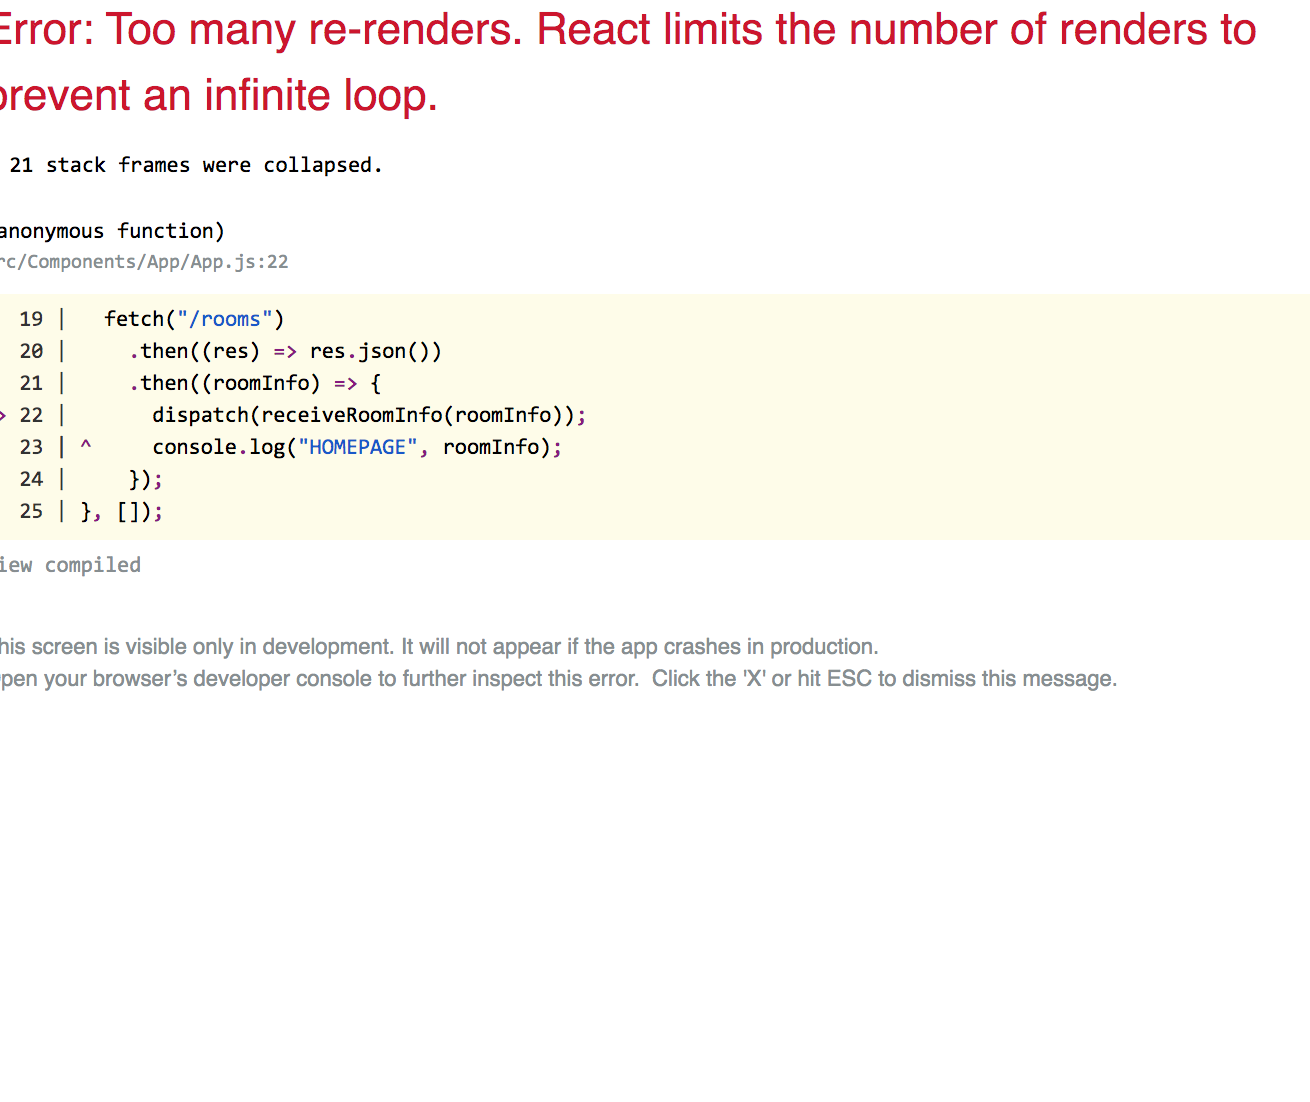 Error: Too many re-renders. React limits the number of renders to
prevent an infinite loop.
21 stack frames were collapsed.
anonymous function)
rc/Components/App/App.js:22
19 |   fetch("/rooms")
20 |     .then((res) => res.json())
21 |     .then((roomInfo) => {
> 22 |       dispatch(receiveRoomInfo(roomInfo));
23 | ^     console.log("HOMEPAGE", roomInfo);
24 |     });
25 | }, []);
iew compiled
his screen is visible only in development. It will not appear if the app crashes in production.
pen your browser’s developer console to further inspect this error.  Click the 'X' or hit ESC to dismiss this message.